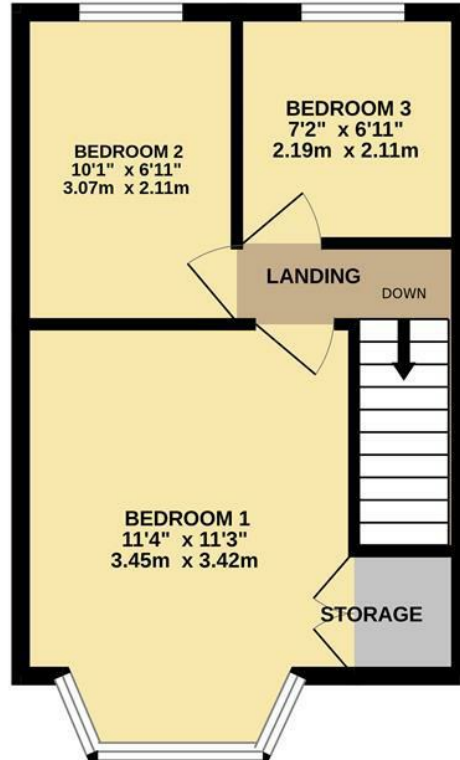 BEDROOM 3
7'2" x 6'11"
2.19m x 2.11m
BEDROOM 2
10'1" x 6'11"
3.07m x 2.11m
LANDING
DOWN
BEDROOM 1
11'4" x 11'3"
3.45m x 3.42m
STORAGE